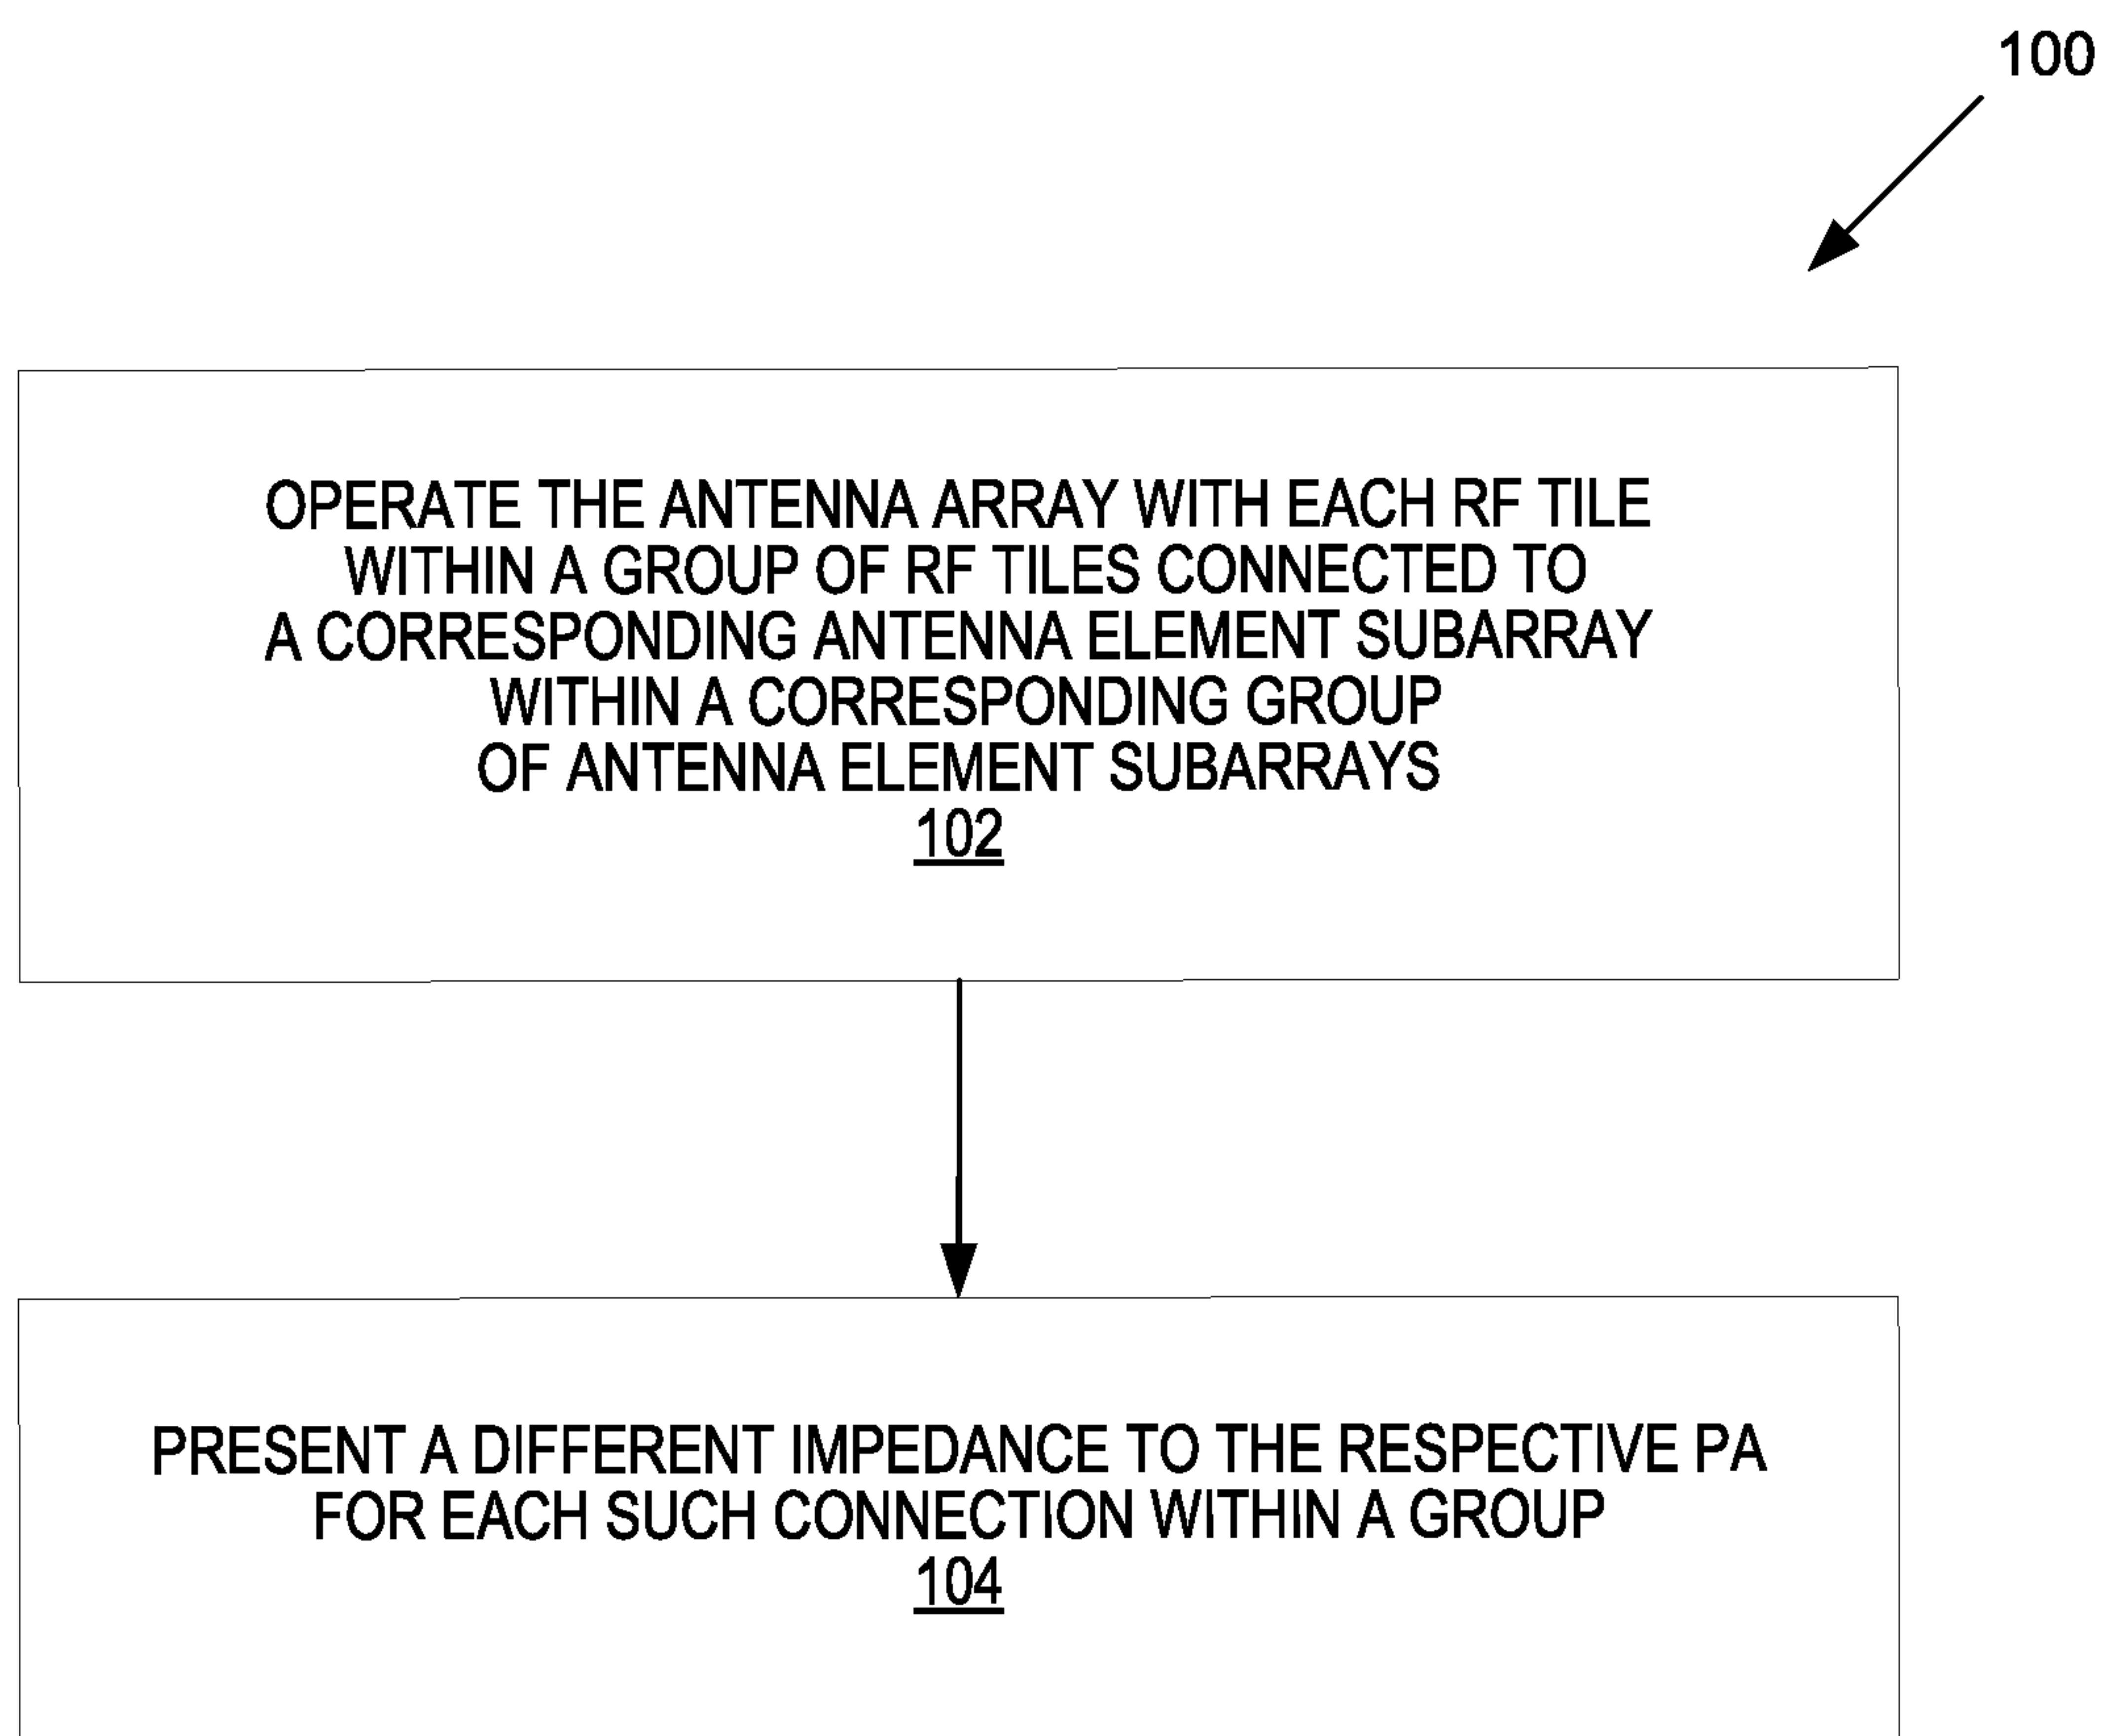 100
OPERATE THE ANTENNA ARRAY WITH EACH RF TILE
WITHIN A GROUP OF RF TILES CONNECTED TO
A CORRESPONDING ANTENNA ELEMENT SUBARRAY
WITHIN A CORRESPONDING GROUP
OF ANTENNA ELEMENT SUBARRAYS
102
PRESENT A DIFFERENT IMPEDANCE TO THE RESPECTIVE PA
FOR EACH SUCH CONNECTION WITHIN A GROUP
104